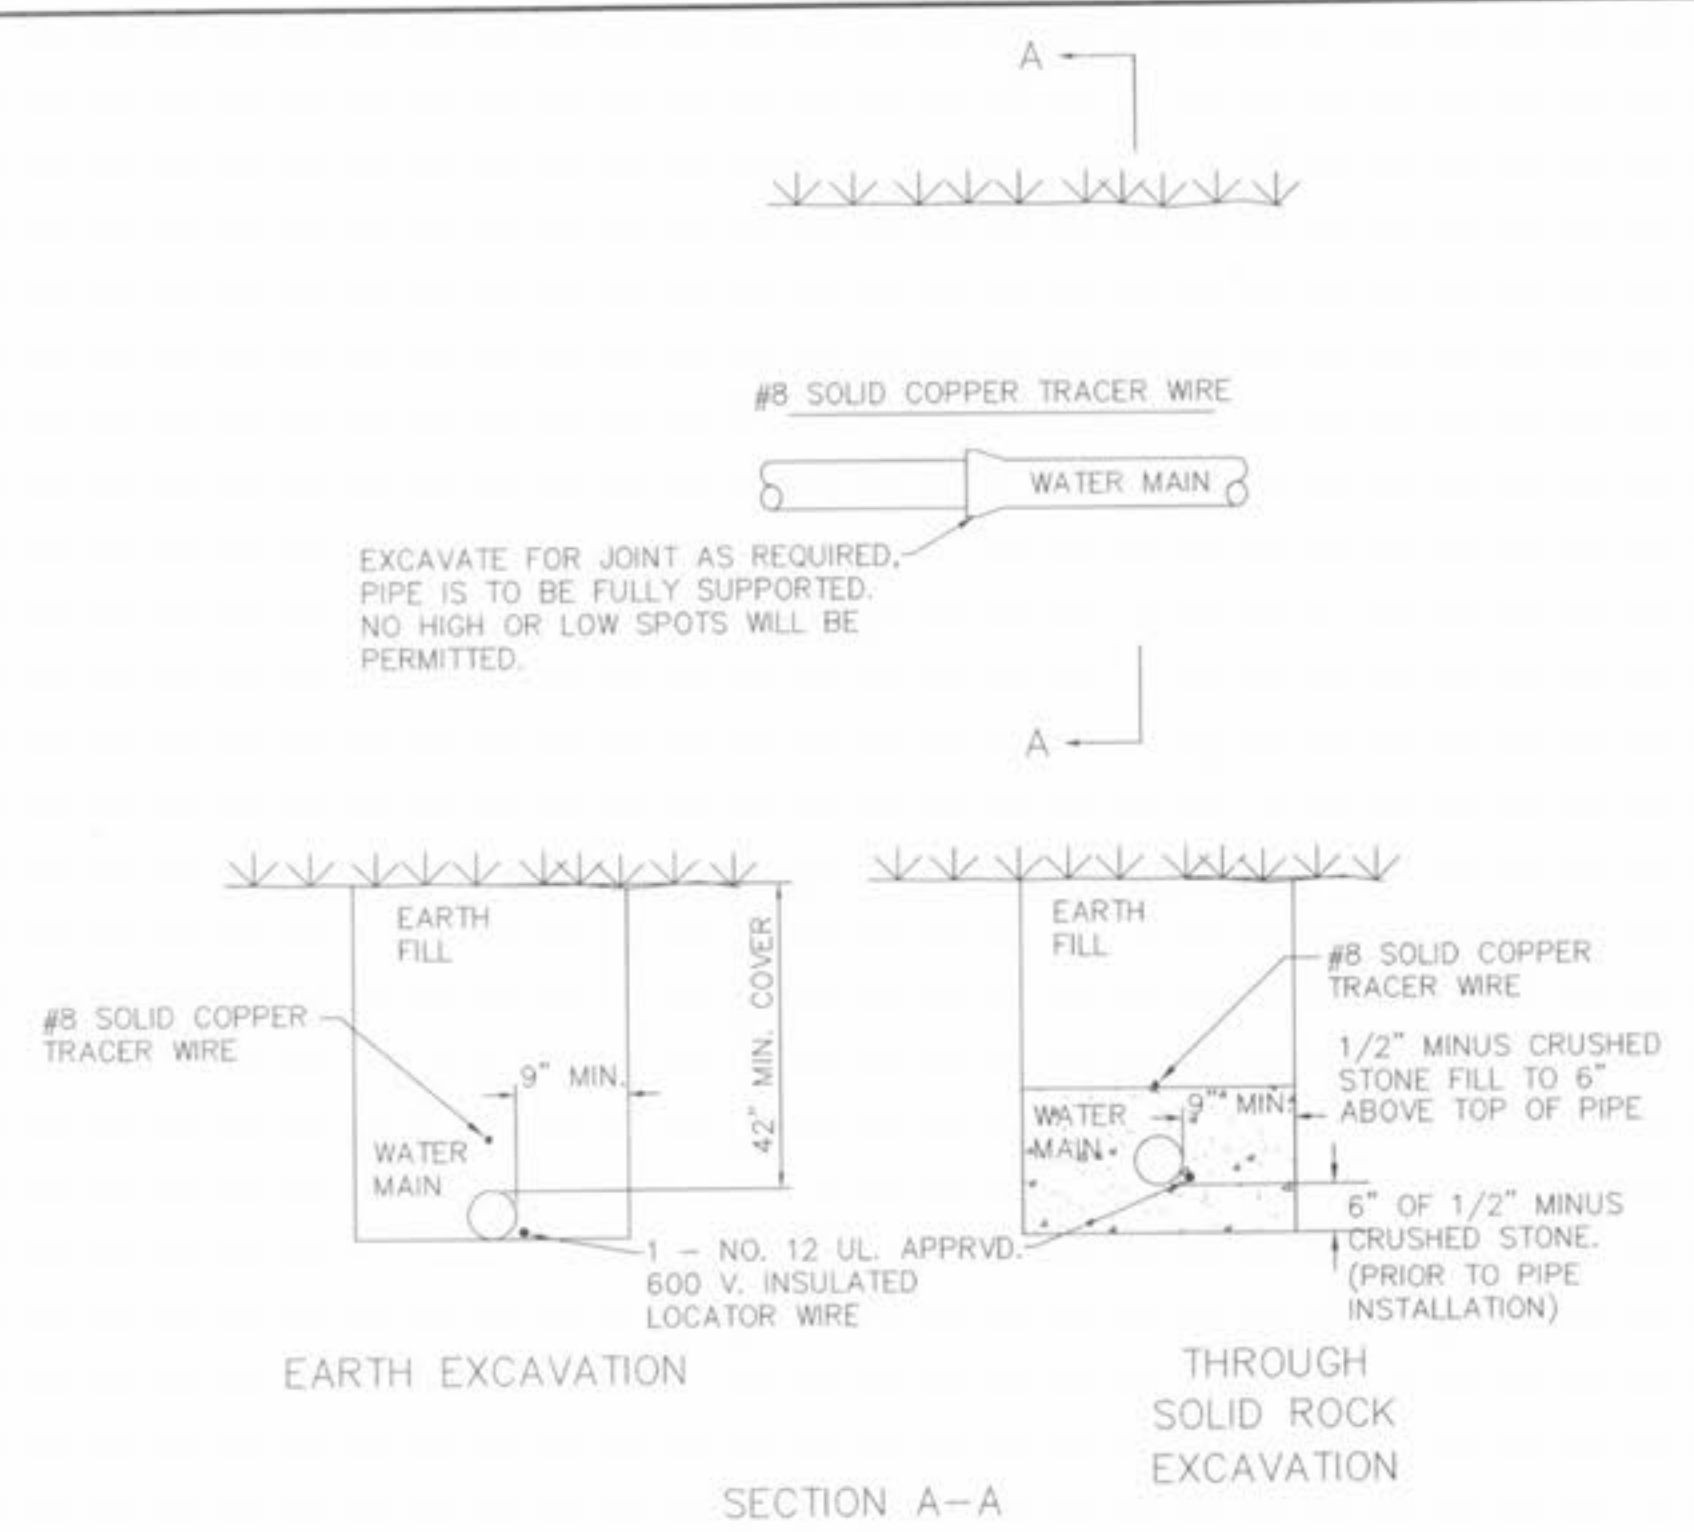 A
#8 SOLID COPPER TRACER WIRE
WATER MAIN
EXCAVATE FOR JOINT AS REQUIRED,
PIPE IS TO BE FULLY SUPPORTED.
NO HIGH OR LOW SPOTS WILL BE
PERMITTED.
A
EARTH
FILL
#8 SOLID COPPER
TRACER WIRE
9" MIN.
42" MIN. COVER
WATER
MAIN
1 - NO. 12 UL. APPRVD.
600 V. INSULATED
LOCATOR WIRE
EARTH EXCAVATION
EARTH
FILL
#8 SOLID COPPER
TRACER WIRE
1/2" MINUS CRUSHED
STONE FILL TO 6"
ABOVE TOP OF PIPE
9" MIN.
WATER
MAIN
6" OF 1/2" MINUS
CRUSHED STONE.
(PRIOR TO PIPE
INSTALLATION)
THROUGH
SOLID ROCK
EXCAVATION
SECTION A-A